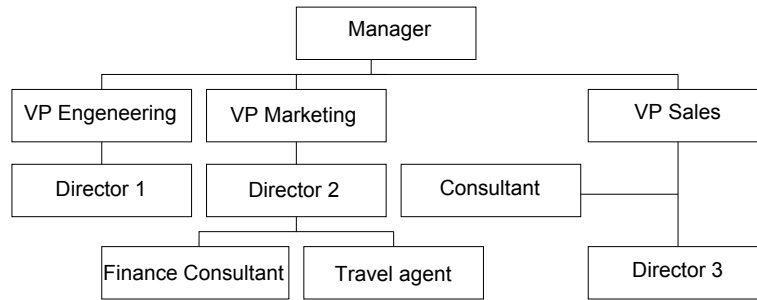 Manager
VP Engeneering
VP Marketing
VP Sales
Director 1
Director 2
Consultant
Finance Consultant
Travel agent
Director 3